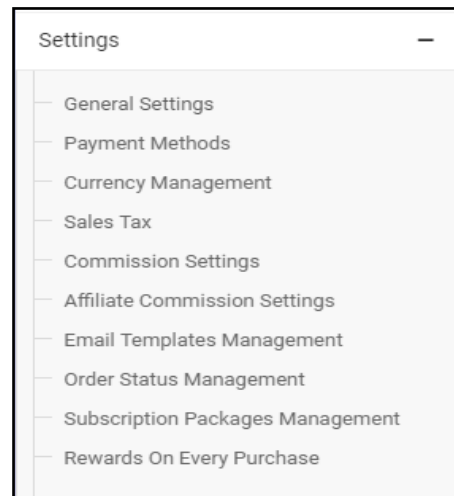 Settings
General Settings
Payment Methods
Currency Management
Sales Tax
Commission Settings
Affiliate Commission Settings
Email Templates Management
Order Status Management
Subscription Packages Management
Rewards On Every Purchase